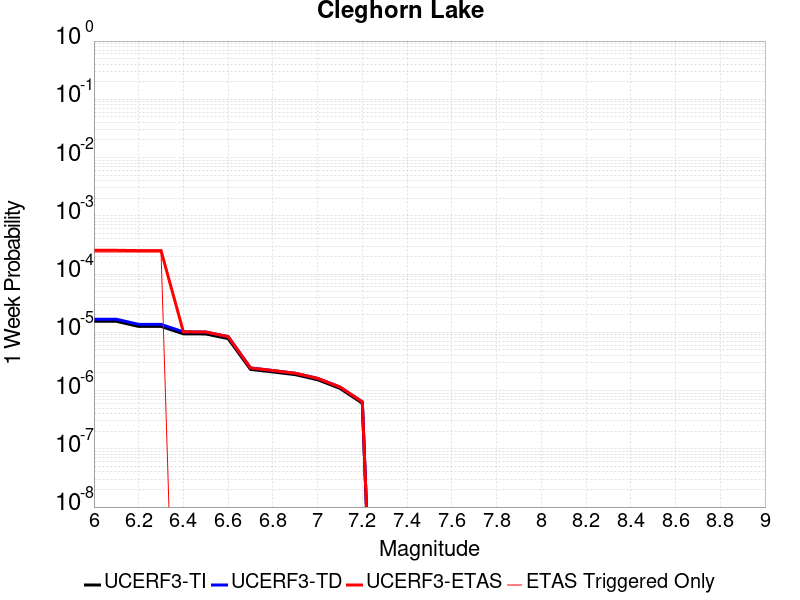 Cleghorn Lake
10^0
10^-1
10^-2
10^-3
10^-4
10^-5
10^-6
10^-7
10^-8
1 Week Probability
6 6.2 6.4 6.6 6.8 7 7.2 7.4 7.6 7.8 8 8.2 8.4 8.6 8.8 9
Magnitude
UCERF3-TI UCERF3-TD UCERF3-ETAS ETAS Triggered Only